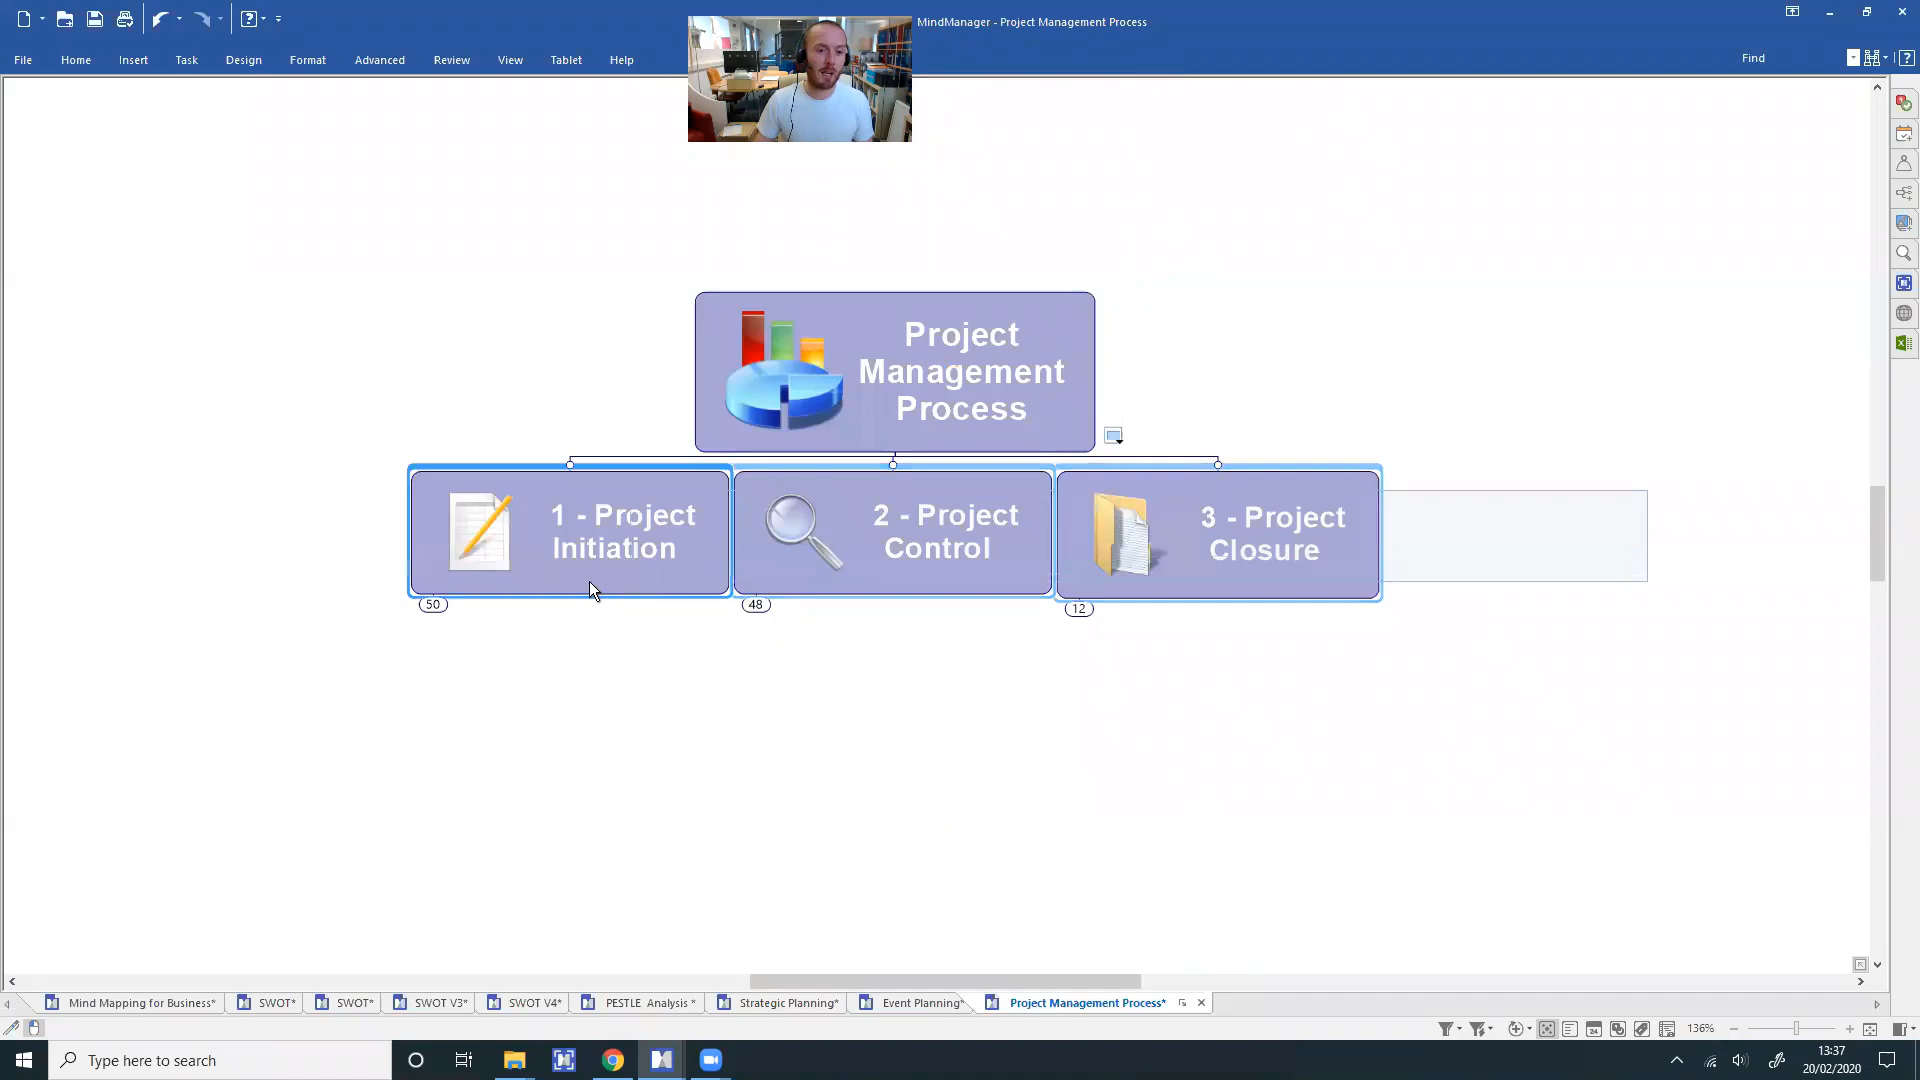 MindManager - Project Management Process
File Home Insert Task Design Format Advanced Review View Tablet Help Find
Project
Management
Process
1 - Project
Initiation
2 - Project
Control
3 - Project
Closure
50
48
12
Mind Mapping for Business* SWOT* SWOT* SWOT V3* SWOT V4* PESTLE Analysis * Strategic Planning* Event Planning* Project Management Process*
136%
Type here to search
13:37
20/02/2020